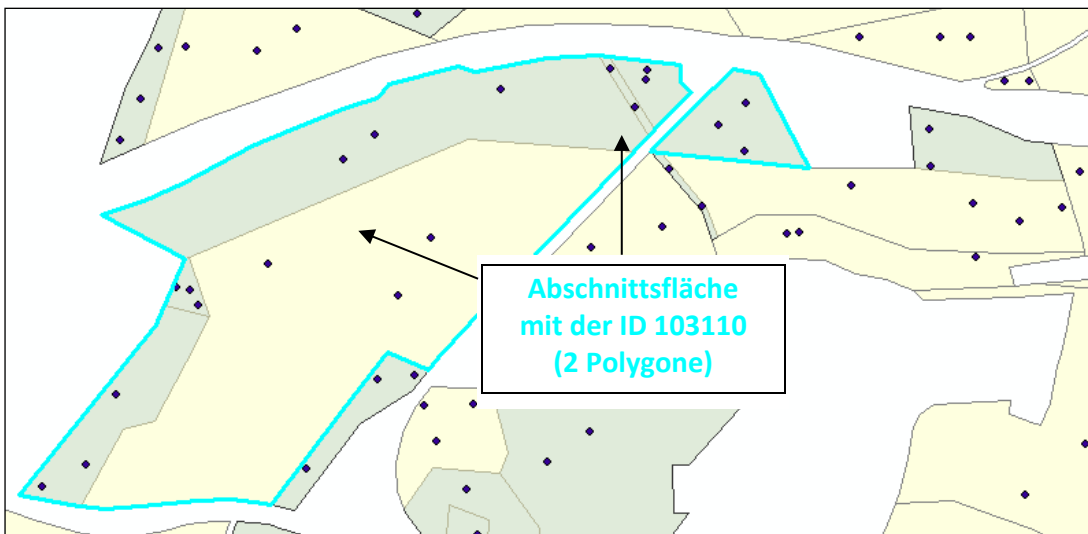 Abschnittsfläche
mit der ID 103110
(2 Polygone)